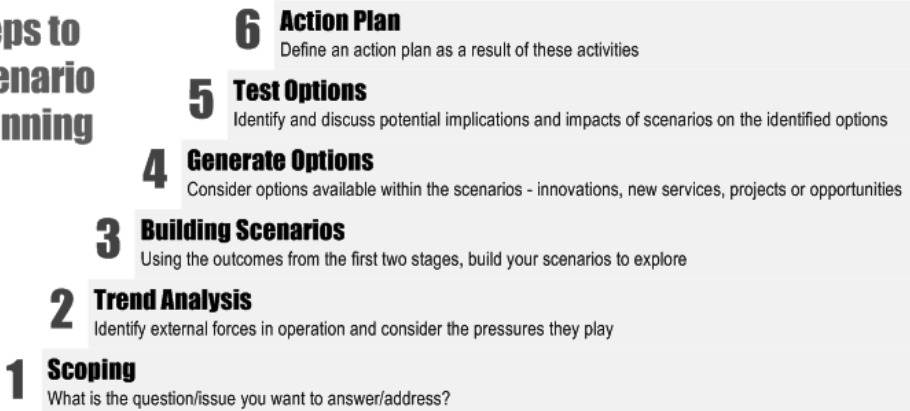 eps to
enario
nning
6 Action Plan
Define an action plan as a result of these activities
5 Test Options
Identify and discuss potential implications and impacts of scenarios on the identified options
4 Generate Options
Consider options available within the scenarios - innovations, new services, projects or opportunities
3 Building Scenarios
Using the outcomes from the first two stages, build your scenarios to explore
2 Trend Analysis
Identify external forces in operation and consider the pressures they play
1 Scoping
What is the question/issue you want to answer/address?